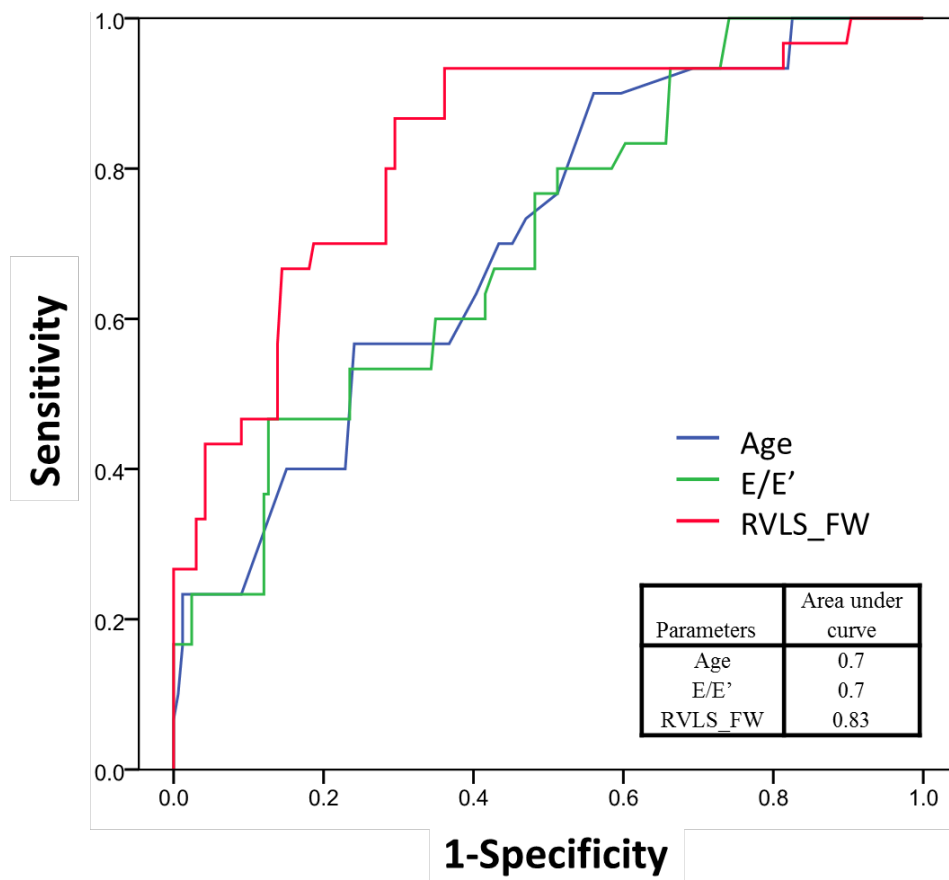 1.0
0.8
0.6
0.4
0.2
0.0
Sensitivity
0.0 0.2 0.4 0.6 0.8 1.0
1-Specificity
Age
E/E’
RVLS_FW
Parameters Area under curve
Age 0.7
E/E’ 0.7
RVLS_FW 0.83